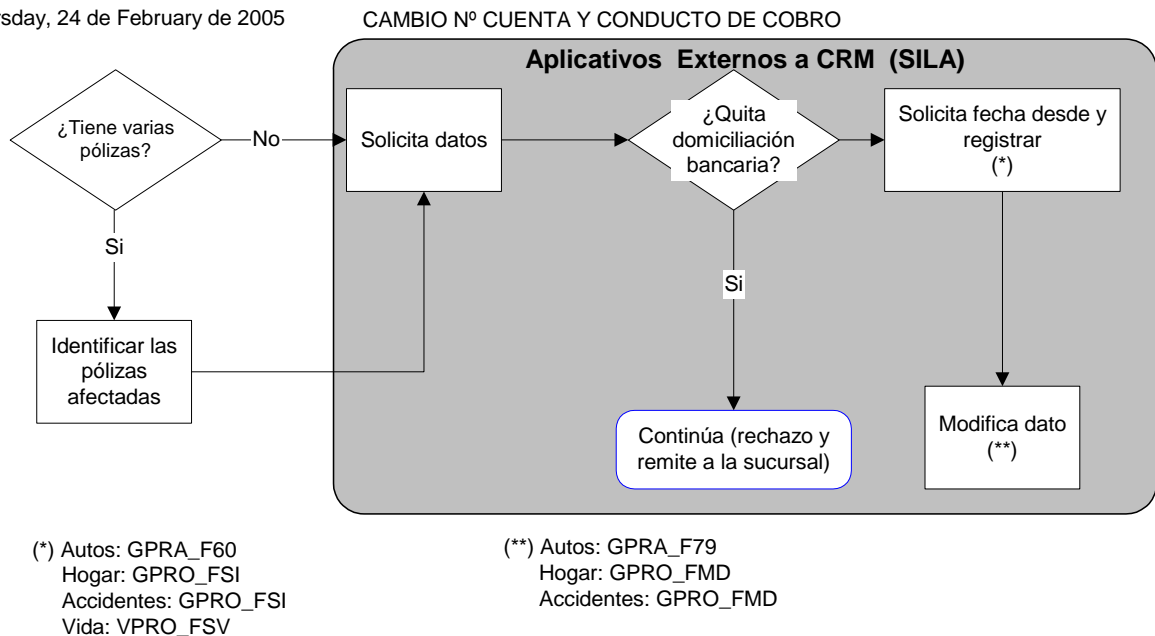 24 de February de 2005
CAMBIO Nº CUENTA Y CONDUCTO DE COBRO
Aplicativos Externos a CRM (SILA)
¿Tiene varias
pólizas?
No
Solicita datos
¿Quita
domiciliación
bancaria?
Solicita fecha desde y
registrar
(*)
Si
Si
Identificar las
pólizas
afectadas
Continúa (rechazo y
remite a la sucursal)
Modifica dato
(**)
(*) Autos: GPRA_F60
Hogar: GPRO_FSI
Accidentes: GPRO_FSI
Vida: VPRO_FSV
(**) Autos: GPRA_F79
Hogar: GPRO_FMD
Accidentes: GPRO_FMD